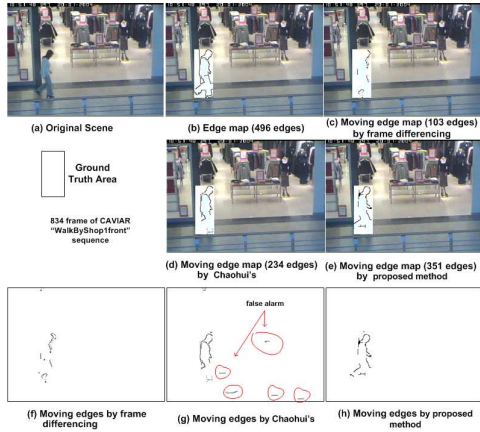 (a) Original Scene
(b) Edge map (496 edges)
(c) Moving edge map (103 edges)
by frame differencing
Ground
Truth Area
834 frame of CAVIAR
"WalkByShop1front"
sequence
(d) Moving edge map (234 edges)
by Chaohui's
(e) Moving edge map (351 edges)
by proposed method
false alarm
(f) Moving edges by frame
differencing
(g) Moving edges by Chaohui's
(h) Moving edges by proposed
method